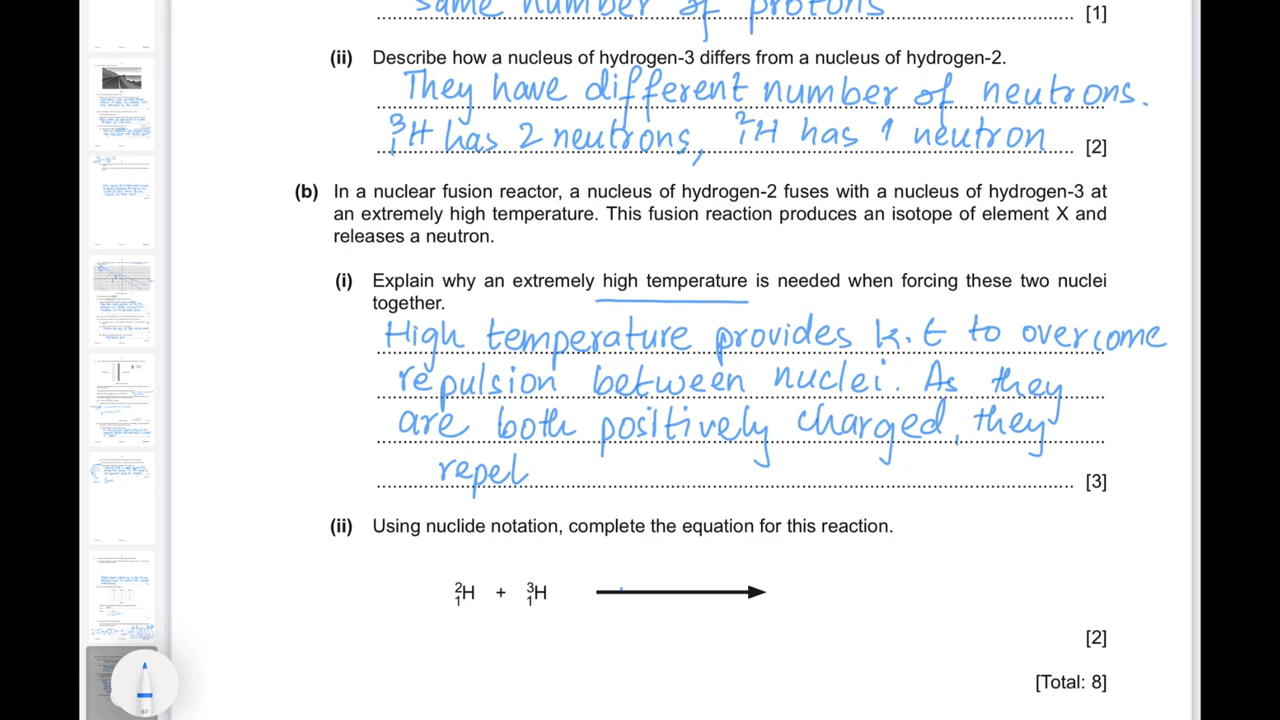 same number of protons [1]
(ii) Describe how a nucleus of hydrogen-3 differs from a nucleus of hydrogen-2.
They have different number of neutrons.
³₁H has 2 neutrons, ²₁H has 1 neutron [2]
(b) In a nuclear fusion reactor, a nucleus of hydrogen-2 fuses with a nucleus of hydrogen-3 at
an extremely high temperature. This fusion reaction produces an isotope of element X and
releases a neutron.
(i) Explain why an extremely high temperature is needed when forcing these two nuclei
together.
High temperature provides k.E to overcome
repulsion between nuclei. As they
are both positively charged, they
repel [3]
(ii) Using nuclide notation, complete the equation for this reaction.
²₁H + ³₁H
[2]
[Total: 8]